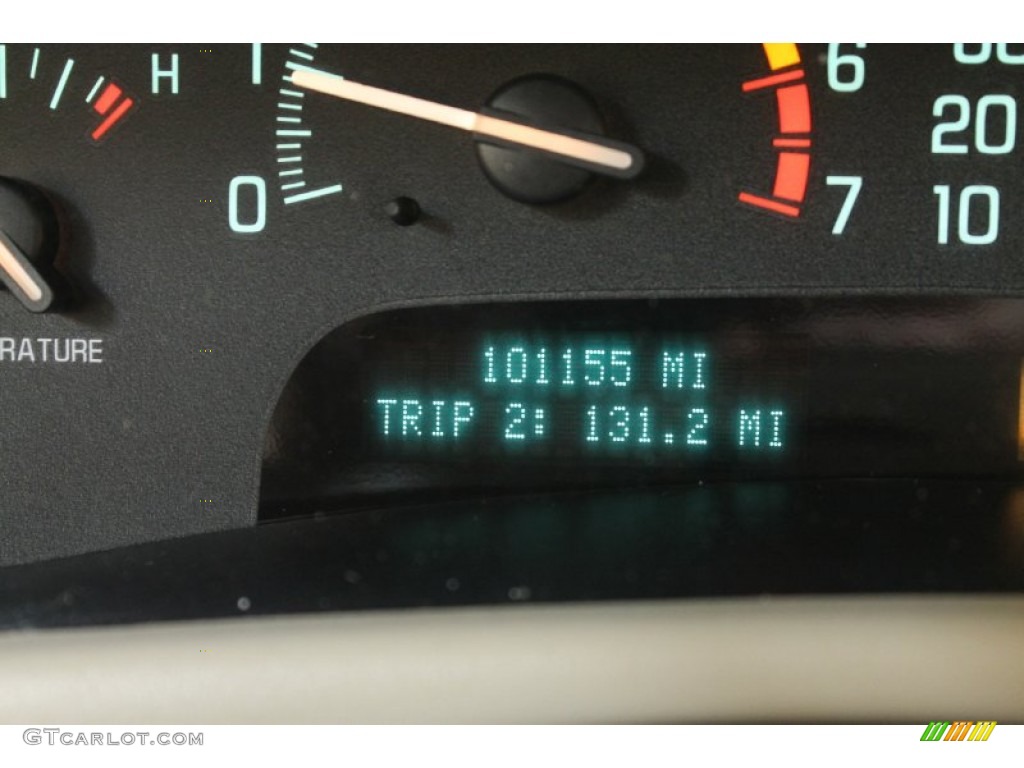 H
1
6
20
0
7
10
RATURE
101155 MI
TRIP 2: 131.2 MI
GTCARLOT.COM